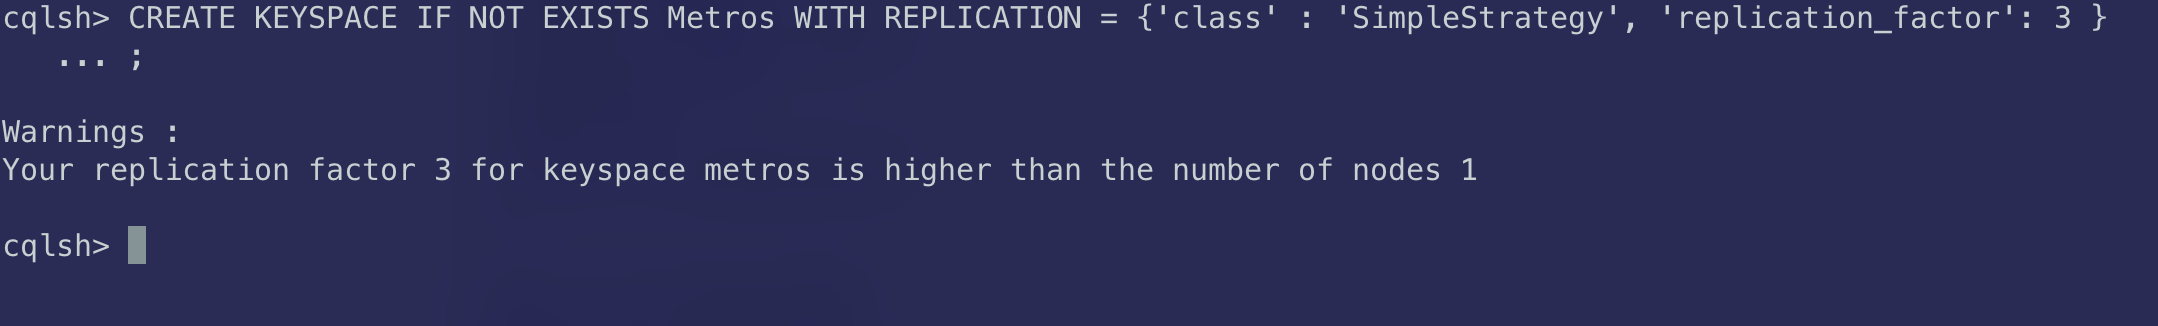 cqlsh> CREATE KEYSPACE IF NOT EXISTS Metros WITH REPLICATION = {'class' : 'SimpleStrategy', 'replication_factor': 3 }
   ... ;
Warnings :
Your replication factor 3 for keyspace metros is higher than the number of nodes 1
cqlsh>